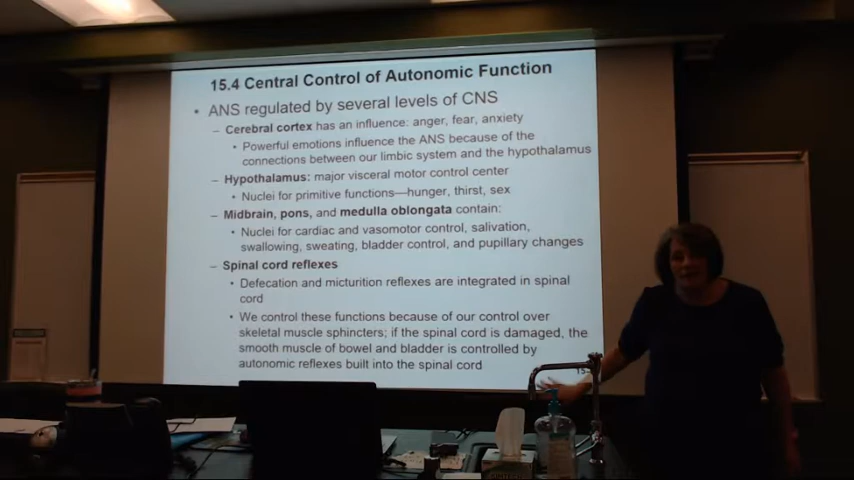 15.4 Central Control of Autonomic Function
• ANS regulated by several levels of CNS
– Cerebral cortex has an influence: anger, fear, anxiety
• Powerful emotions influence the ANS because of the
connections between our limbic system and the hypothalamus
– Hypothalamus: major visceral motor control center
• Nuclei for primitive functions—hunger, thirst, sex
– Midbrain, pons, and medulla oblongata contain:
• Nuclei for cardiac and vasomotor control, salivation,
swallowing, sweating, bladder control, and pupillary changes
– Spinal cord reflexes
• Defecation and micturition reflexes are integrated in spinal
cord
• We control these functions because of our control over
skeletal muscle sphincters; if the spinal cord is damaged, the
smooth muscle of bowel and bladder is controlled by
autonomic reflexes built into the spinal cord